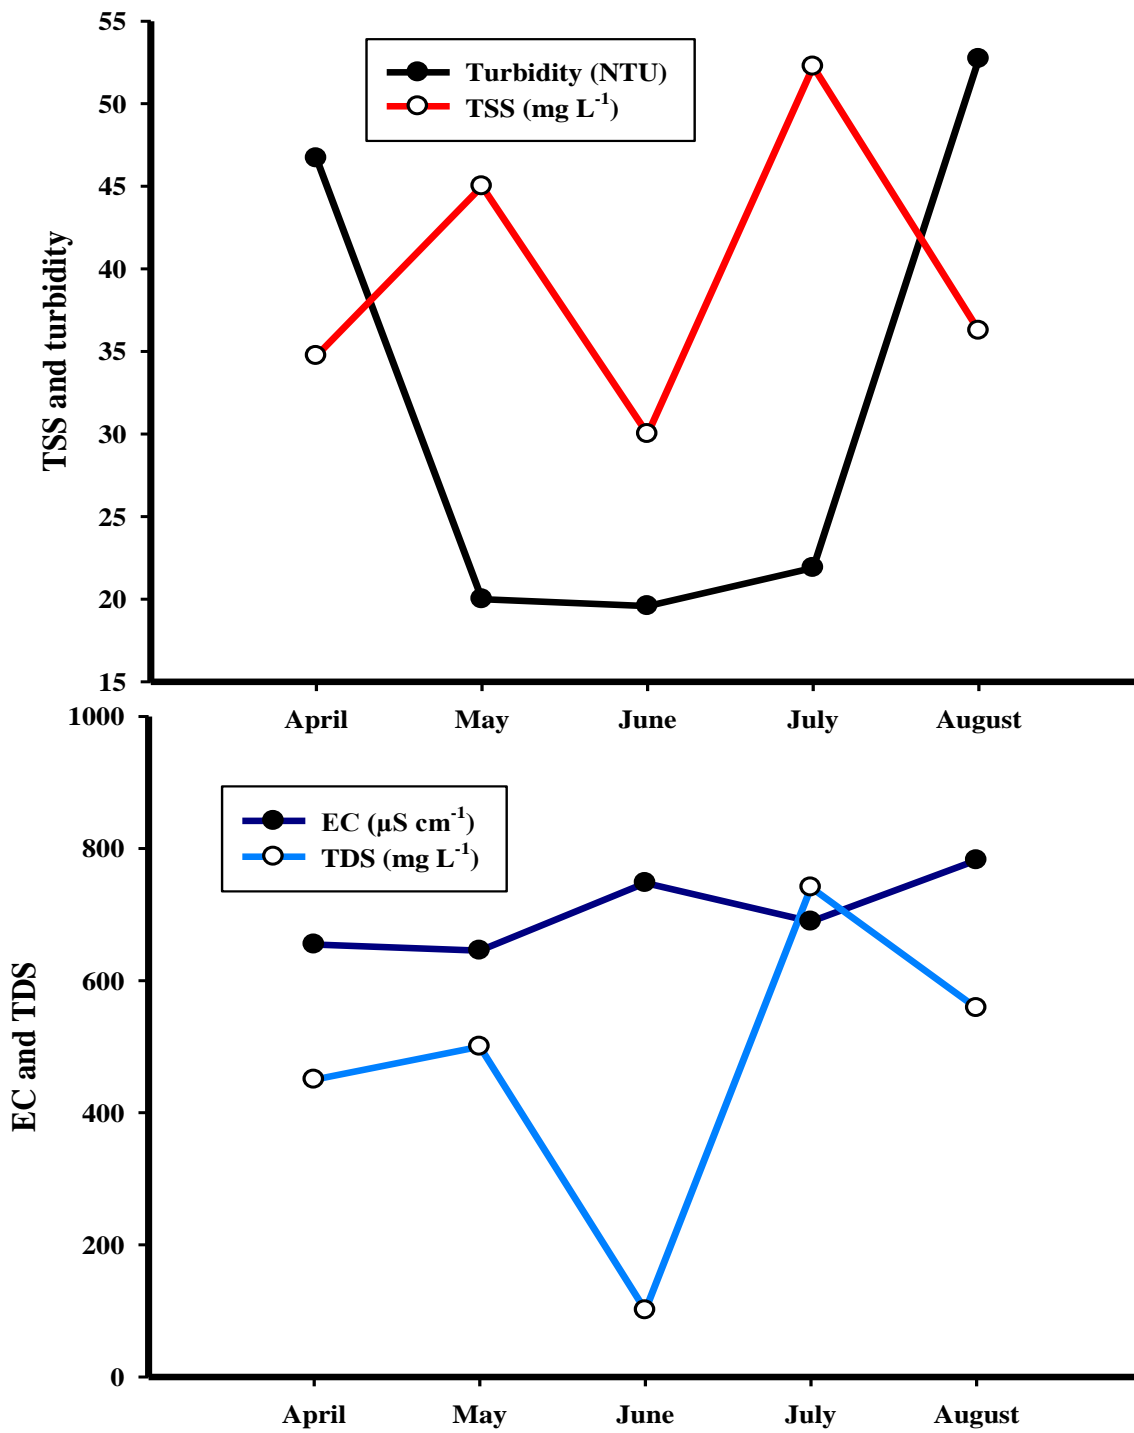 55
50
45
40
35
30
25
20
15
TSS and turbidity
Turbidity (NTU)
TSS (mg L⁻¹)
April May June July August
1000
800
600
400
200
0
EC and TDS
EC (µS cm⁻¹)
TDS (mg L⁻¹)
April May June July August